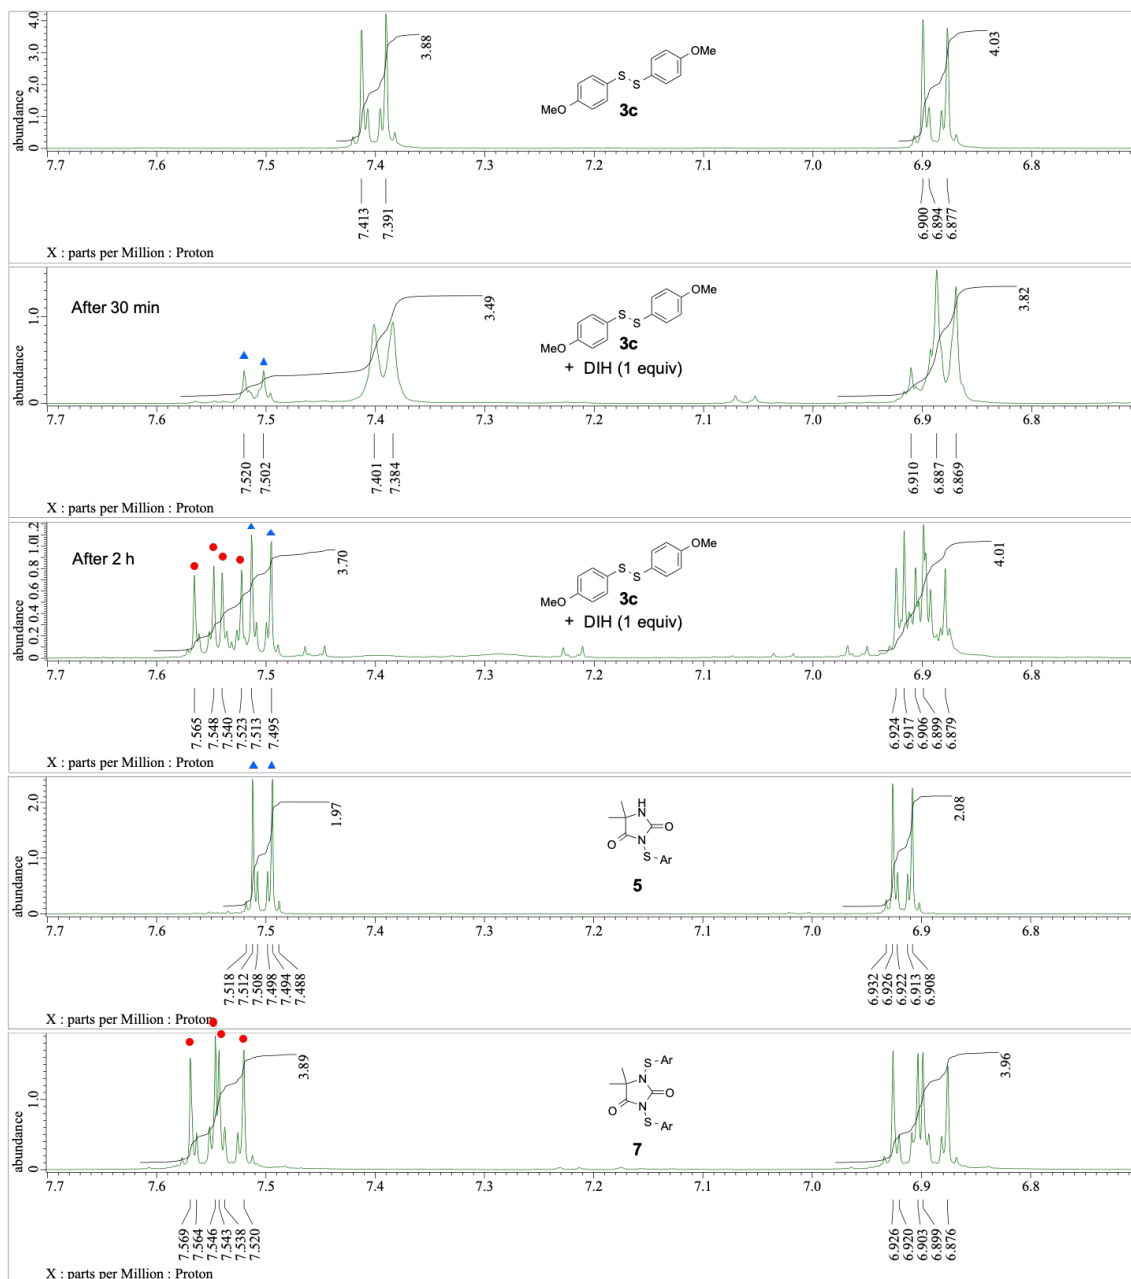 4.0
3.0
2.0
1.0
0
abundance
3.88
4.03
OMe
S
S
MeO
3c
7.7 7.6 7.5 7.4 7.3 7.2 7.1 7.0 6.9 6.8
7.413
7.391
6.900
6.894
6.877
X : parts per Million : Proton
After 30 min
1.0
0
abundance
3.49
3.82
OMe
S
S
MeO
3c
+ DIH (1 equiv)
7.7 7.6 7.5 7.4 7.3 7.2 7.1 7.0 6.9 6.8
7.520
7.502
7.401
7.384
6.910
6.887
6.869
X : parts per Million : Proton
After 2 h
1.2
1.0
0.8
0.6
0.4
0.2
0
abundance
3.70
4.01
OMe
S
S
MeO
3c
+ DIH (1 equiv)
7.7 7.6 7.5 7.4 7.3 7.2 7.1 7.0 6.9 6.8
7.565
7.548
7.540
7.523
7.513
7.495
6.924
6.917
6.906
6.899
6.879
X : parts per Million : Proton
2.0
1.0
0
abundance
1.97
2.08
H
N
O
O
N
S
Ar
5
7.7 7.6 7.5 7.4 7.3 7.2 7.1 7.0 6.9 6.8
7.518
7.512
7.508
7.498
7.494
7.488
6.932
6.926
6.922
6.913
6.908
X : parts per Million : Proton
1.0
0
abundance
3.89
3.96
S
Ar
N
O
O
N
S
Ar
7
7.7 7.6 7.5 7.4 7.3 7.2 7.1 7.0 6.9 6.8
7.569
7.564
7.546
7.543
7.538
7.520
6.926
6.920
6.903
6.899
6.876
X : parts per Million : Proton